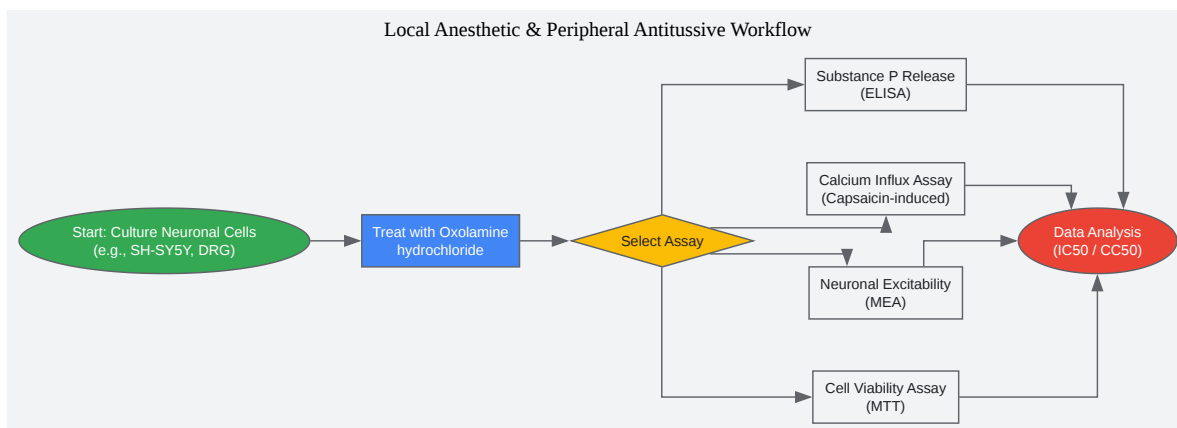 Local Anesthetic & Peripheral Antitussive Workflow
Start: Culture Neuronal Cells
(e.g., SH-SY5Y, DRG)
Treat with Oxolamine
hydrochloride
Select Assay
Substance P Release
(ELISA)
Calcium Influx Assay
(Capsaicin-induced)
Neuronal Excitability
(MEA)
Cell Viability Assay
(MTT)
Data Analysis
(IC50 / CC50)